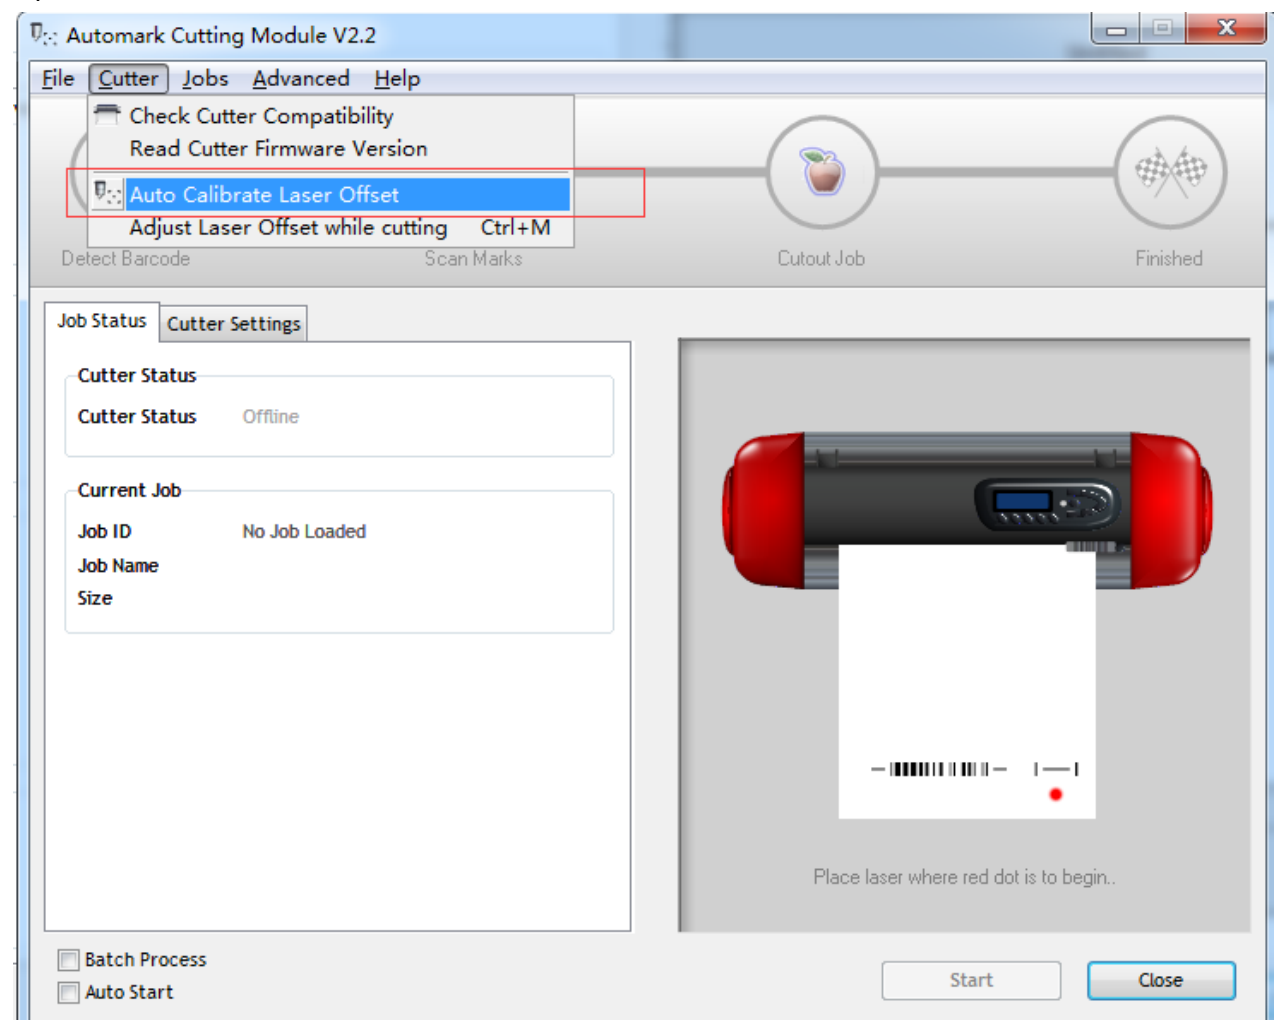 Automark Cutting Module V2.2
File Cutter Jobs Advanced Help
Check Cutter Compatibility
Read Cutter Firmware Version
Auto Calibrate Laser Offset
Adjust Laser Offset while cutting Ctrl+M
Detect Barcode Scan Marks Cutout Job Finished
Job Status Cutter Settings
Cutter Status
Cutter Status Offline
Current Job
Job ID No Job Loaded
Job Name
Size
Place laser where red dot is to begin..
Batch Process
Auto Start
Start Close